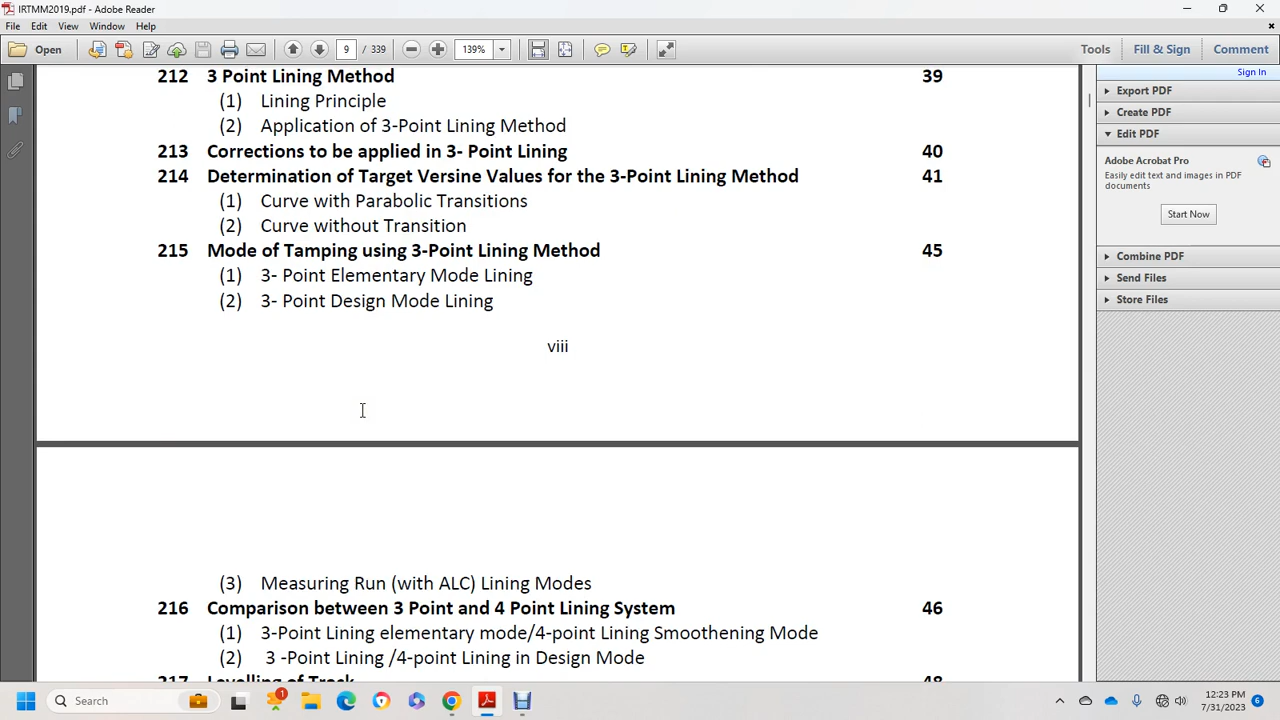 IRTMM2019.pdf - Adobe Reader
File Edit View Window Help
Open 9 / 339 139% Tools Fill & Sign Comment
Sign In
212 3 Point Lining Method 39
(1) Lining Principle
(2) Application of 3-Point Lining Method
213 Corrections to be applied in 3- Point Lining 40
214 Determination of Target Versine Values for the 3-Point Lining Method 41
(1) Curve with Parabolic Transitions
(2) Curve without Transition
215 Mode of Tamping using 3-Point Lining Method 45
(1) 3- Point Elementary Mode Lining
(2) 3- Point Design Mode Lining
viii
(3) Measuring Run (with ALC) Lining Modes
216 Comparison between 3 Point and 4 Point Lining System 46
(1) 3-Point Lining elementary mode/4-point Lining Smoothening Mode
(2) 3 -Point Lining /4-point Lining in Design Mode
217 Levelling of Track 48
Export PDF
Create PDF
Edit PDF
Adobe Acrobat Pro
Easily edit text and images in PDF
documents
Start Now
Combine PDF
Send Files
Store Files
Search
1
12:23 PM
7/31/2023
6